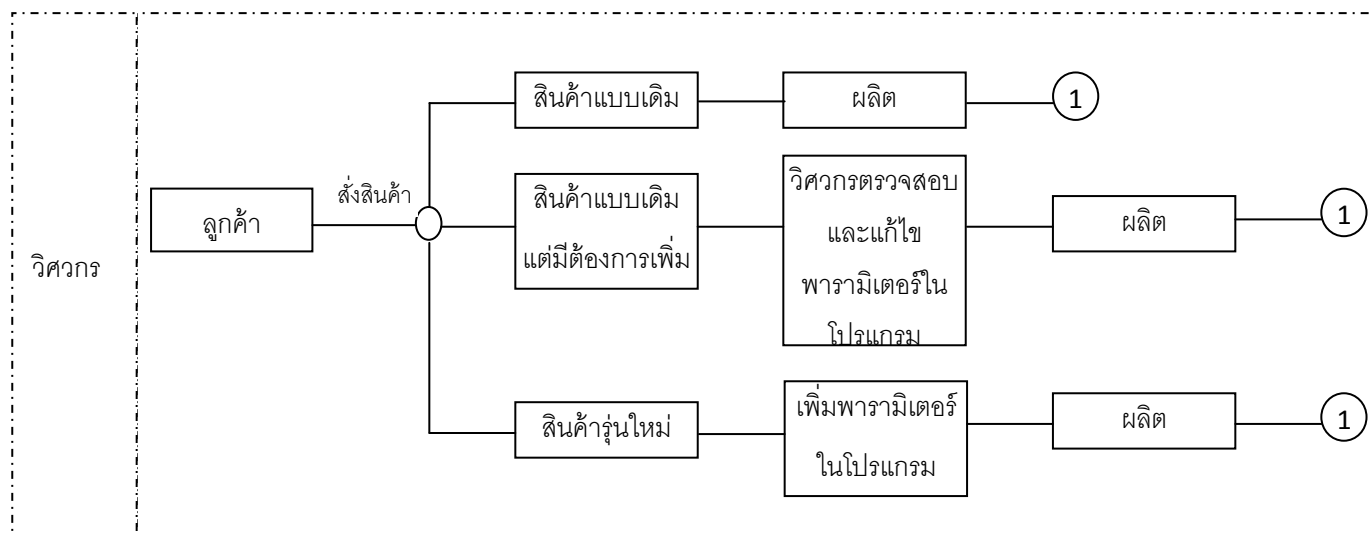 วิศวกร
ลูกค้า
สั่งสินค้า
สินค้าแบบเดิม
ผลิต
1
สินค้าแบบเดิม
แต่มีต้องการเพิ่ม
วิศวกรตรวจสอบ
และแก้ไข
พารามิเตอร์ใน
โปรแกรม
ผลิต
1
สินค้ารุ่นใหม่
เพิ่มพารามิเตอร์
ในโปรแกรม
ผลิต
1